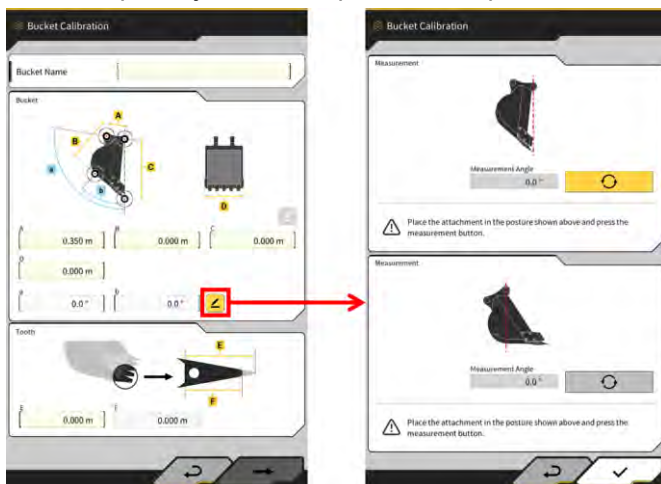 Bucket Calibration
Bucket Name
Bucket
A
B
C
a
b
D
A
0.350 m
B
0.000 m
C
0.000 m
D
0.000 m
a
0.0 °
b
0.0 °
Tooth
E
F
E
0.000 m
0.000 m
Bucket Calibration
Measurement
Measurement Angle
0.0 °
Place the attachment in the posture shown above and press the
measurement button.
Measurement
Measurement Angle
0.0 °
Place the attachment in the posture shown above and press the
measurement button.